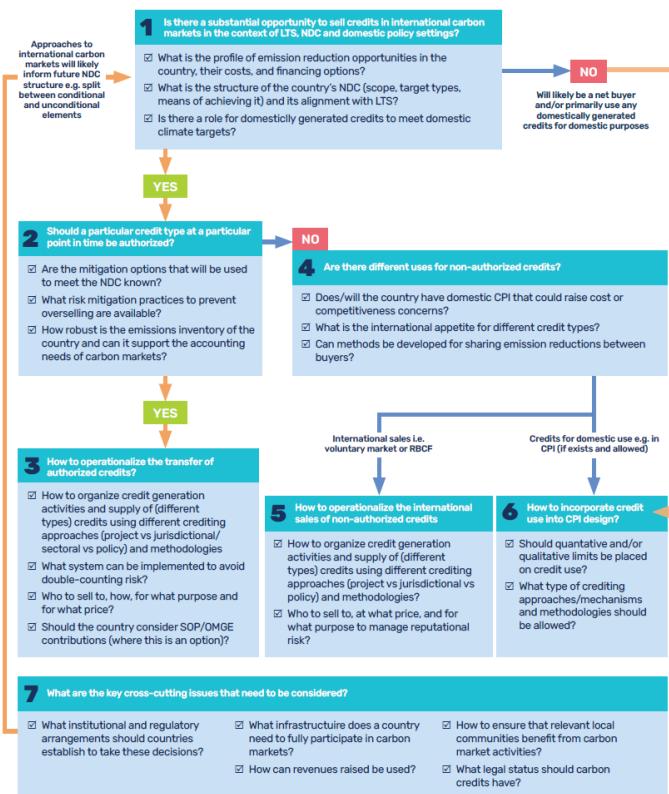 Approaches to
international carbon
markets will likely
inform future NDC
structure e.g. split
between conditional
and unconditional
elements
1 Is there a substantial opportunity to sell credits in international carbon
markets in the context of LTS, NDC and domestic policy settings?
☑ What is the profile of emission reduction opportunities in the
country, their costs, and financing options?
☑ What is the structure of the country's NDC (scope, target types,
means of achieving it) and its alignment with LTS?
☑ Is there a role for domesticlly generated credits to meet domestic
climate targets?
NO
Will likely be a net buyer
and/or primarily use any
domestically generated
credits for domestic purposes
YES
2 Should a particular credit type at a particular
point in time be authorized?
☑ Are the mitigation options that will be used
to meet the NDC known?
☑ What risk mitigation practices to prevent
overselling are available?
☑ How robust is the emissions inventory of the
country and can it support the accounting
needs of carbon markets?
NO
4 Are there different uses for non-authorized credits?
☑ Does/will the country have domestic CPI that could raise cost or
competitiveness concerns?
☑ What is the international appetite for different credit types?
☑ Can methods be developed for sharing emission reductions between
buyers?
YES
International sales i.e.
voluntary market or RBCF
Credits for domestic use e.g. in
CPI (if exists and allowed)
3 How to operationalize the transfer of
authorized credits?
☑ How to organize credit generation
activities and supply of (different
types) credits using different crediting
approaches (project vs jurisdictional/
sectoral vs policy) and methodologies
☑ What system can be implemented to avoid
double-counting risk?
☑ Who to sell to, how, for what purpose and
for what price?
☑ Should the country consider SOP/OMGE
contributions (where this is an option)?
5 How to operationalize the international
sales of non-authorized credits
☑ How to organize credit generation
activities and supply of (different
types) credits using different crediting
approaches (project vs jurisdictional vs
policy) and methodologies?
☑ Who to sell to, at what price, and for
what purpose to manage reputational
risk?
6 How to incorporate credit
use into CPI design?
☑ Should quantative and/or
qualitative limits be placed
on credit use?
☑ What type of crediting
approaches/mechanisms
and methodologies should
be allowed?
7 What are the key cross-cutting issues that need to be considered?
☑ What institutional and regulatory
arrangements should countries
establish to take these decisions?
☑ What infrastructuire does a country
need to fully participate in carbon
markets?
☑ How can revenues raised be used?
☑ How to ensure that relevant local
communities benefit from carbon
market activities?
☑ What legal status should carbon
credits have?